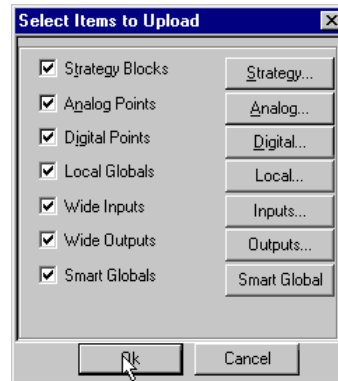 Select Items to Upload
Strategy Blocks Strategy...
Analog Points Analog...
Digital Points Digital...
Local Globals Local...
Wide Inputs Inputs...
Wide Outputs Outputs...
Smart Globals Smart Global
Ok Cancel